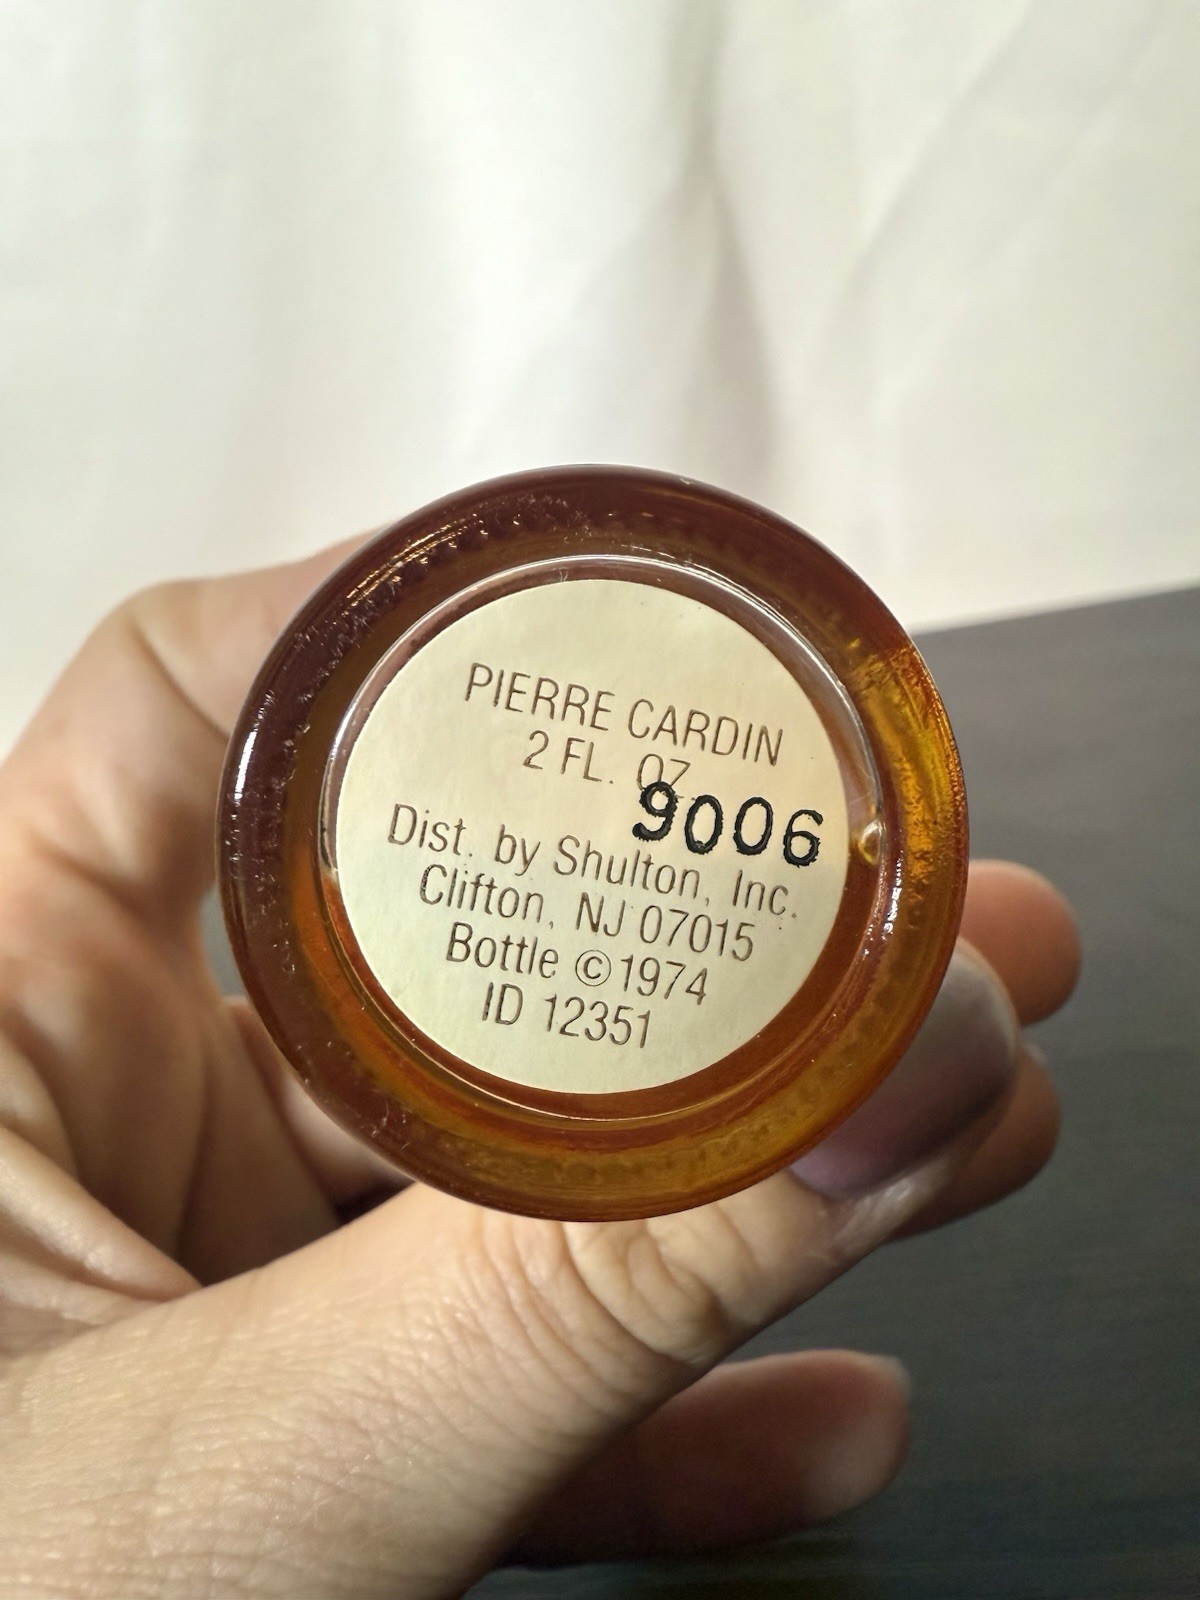 PIERRE CARDIN
2 FL. OZ
9006
Dist. by Shulton, Inc.
Clifton, NJ 07015
Bottle ©1974
ID 12351